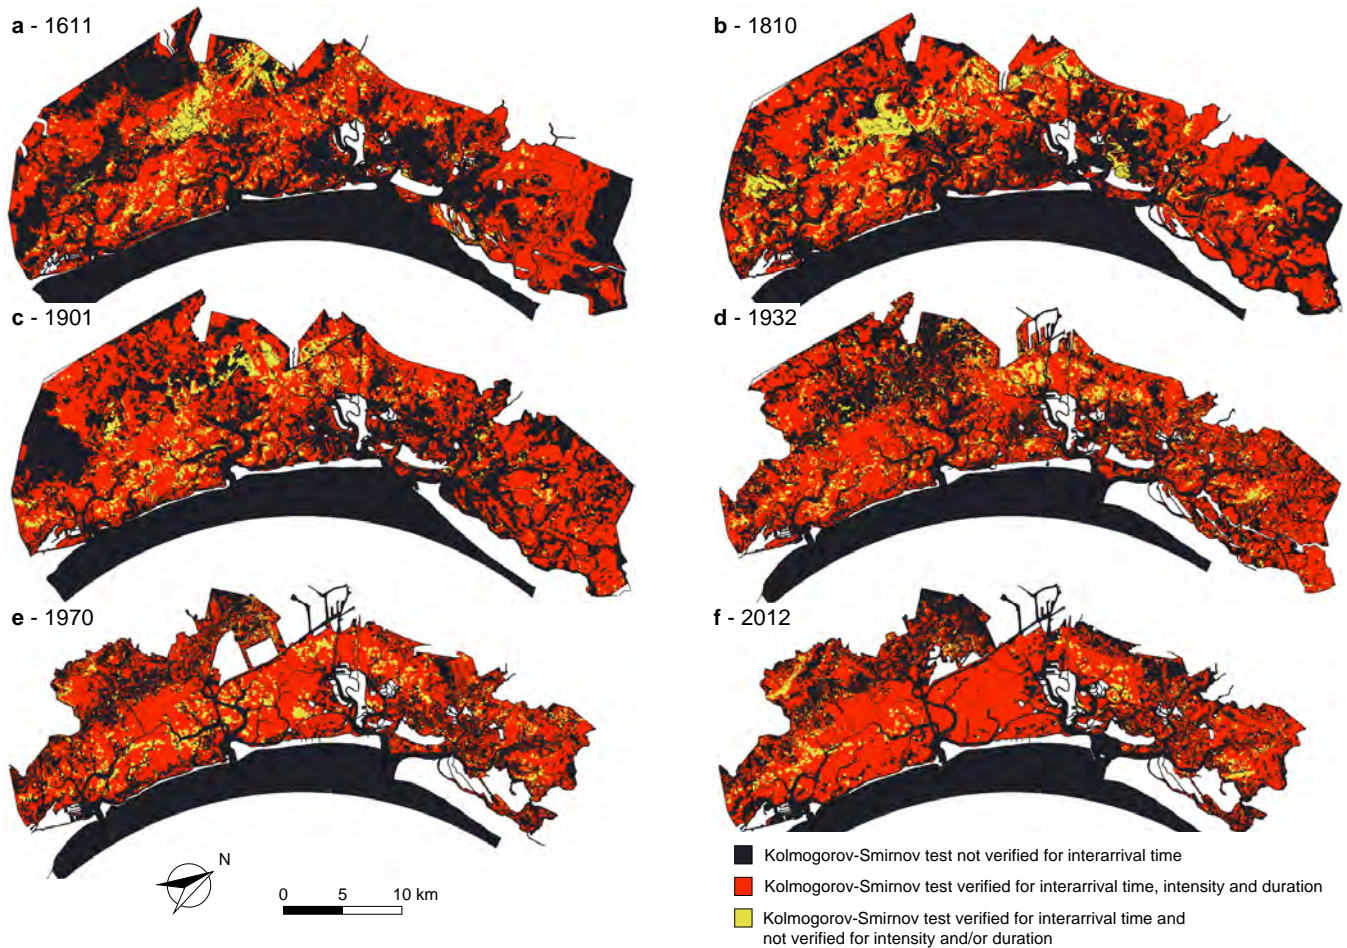 a - 1611
b - 1810
c - 1901
d - 1932
e - 1970
f - 2012
N
0 5 10 km
Kolmogorov-Smirnov test not verified for interarrival time
Kolmogorov-Smirnov test verified for interarrival time, intensity and duration
Kolmogorov-Smirnov test verified for interarrival time and
not verified for intensity and/or duration